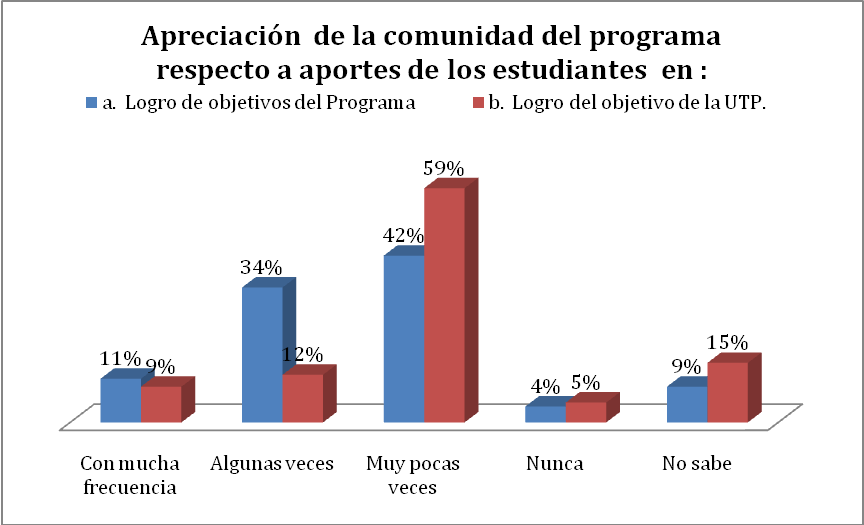 Apreciación de la comunidad del programa
respecto a aportes de los estudiantes en :
a. Logro de objetivos del Programa
b. Logro del objetivo de la UTP.
11%
9%
34%
12%
42%
59%
4%
5%
9%
15%
Con mucha
frecuencia
Algunas veces
Muy pocas
veces
Nunca
No sabe